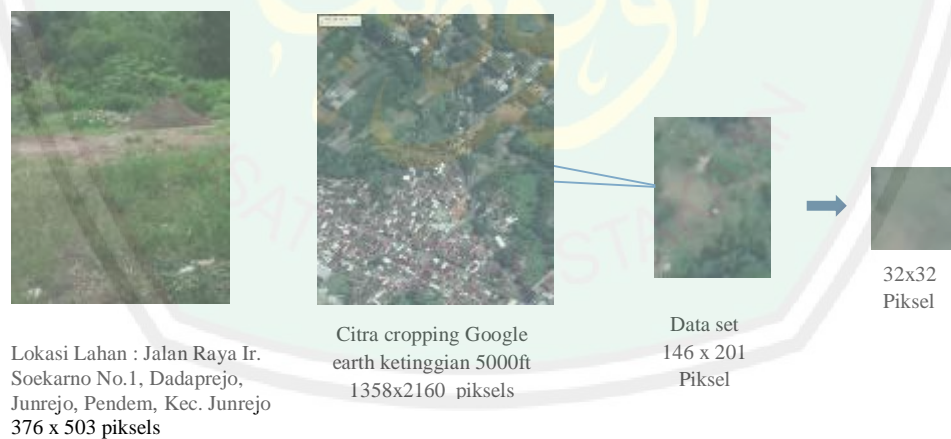 Lokasi Lahan : Jalan Raya Ir.
Soekarno No.1, Dadaprejo,
Junrejo, Pendem, Kec. Junrejo
376 x 503 piksels
Citra cropping Google
earth ketinggian 5000ft
1358x2160 piksels
Data set
146 x 201
Piksel
32x32
Piksel